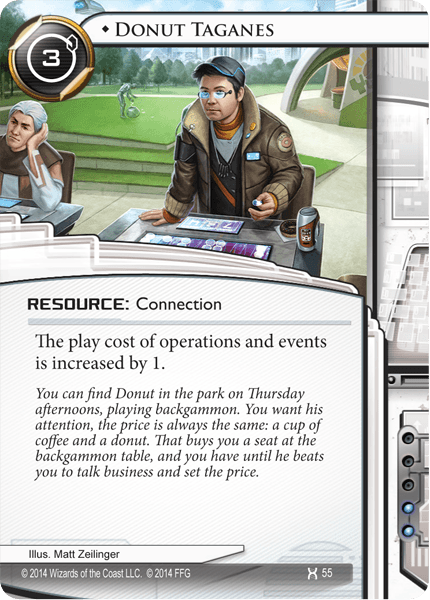 3
• Donut Taganes
RESOURCE: Connection
The play cost of operations and events
is increased by 1.
You can find Donut in the park on Thursday
afternoons, playing backgammon. You want his
attention, the price is always the same: a cup of
coffee and a donut. That buys you a seat at the
backgammon table, and you have until he beats
you to talk business and set the price.
Illus. Matt Zeilinger
© 2014 Wizards of the Coast LLC. © 2014 FFG
55